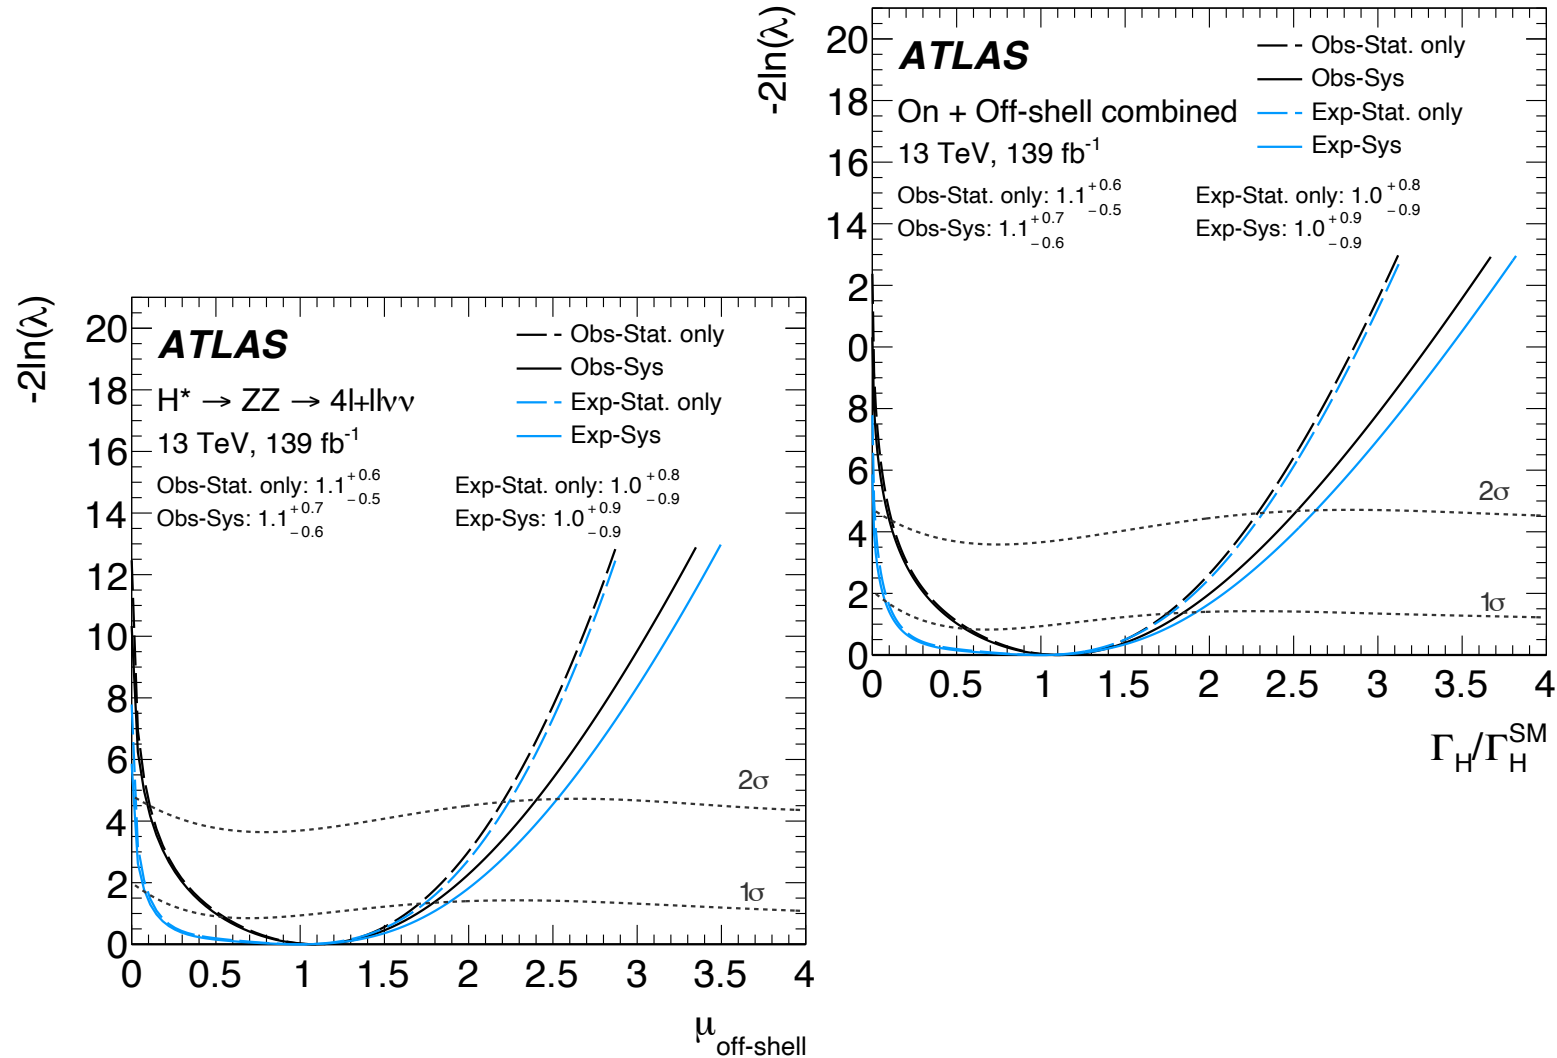 -2ln(λ)
20
18
16
14
12
10
8
6
4
2
0
ATLAS
H* → ZZ → 4l+llνν
13 TeV, 139 fb⁻¹
Obs-Stat. only
Obs-Sys
Exp-Stat. only
Exp-Sys
Obs-Stat. only: 1.1 +0.6 −0.5 Exp-Stat. only: 1.0 +0.8 −0.9
Obs-Sys: 1.1 +0.7 −0.6 Exp-Sys: 1.0 +0.9 −0.9
2σ
1σ
0 0.5 1 1.5 2 2.5 3 3.5 4
μ off-shell
-2ln(λ)
20
18
16
14
2
0
8
6
4
2
0
ATLAS
On + Off-shell combined
13 TeV, 139 fb⁻¹
Obs-Stat. only
Obs-Sys
Exp-Stat. only
Exp-Sys
Obs-Stat. only: 1.1 +0.6 −0.5 Exp-Stat. only: 1.0 +0.8 −0.9
Obs-Sys: 1.1 +0.7 −0.6 Exp-Sys: 1.0 +0.9 −0.9
2σ
1σ
0 0.5 1 1.5 2 2.5 3 3.5 4
Γ_H/Γ_H^SM